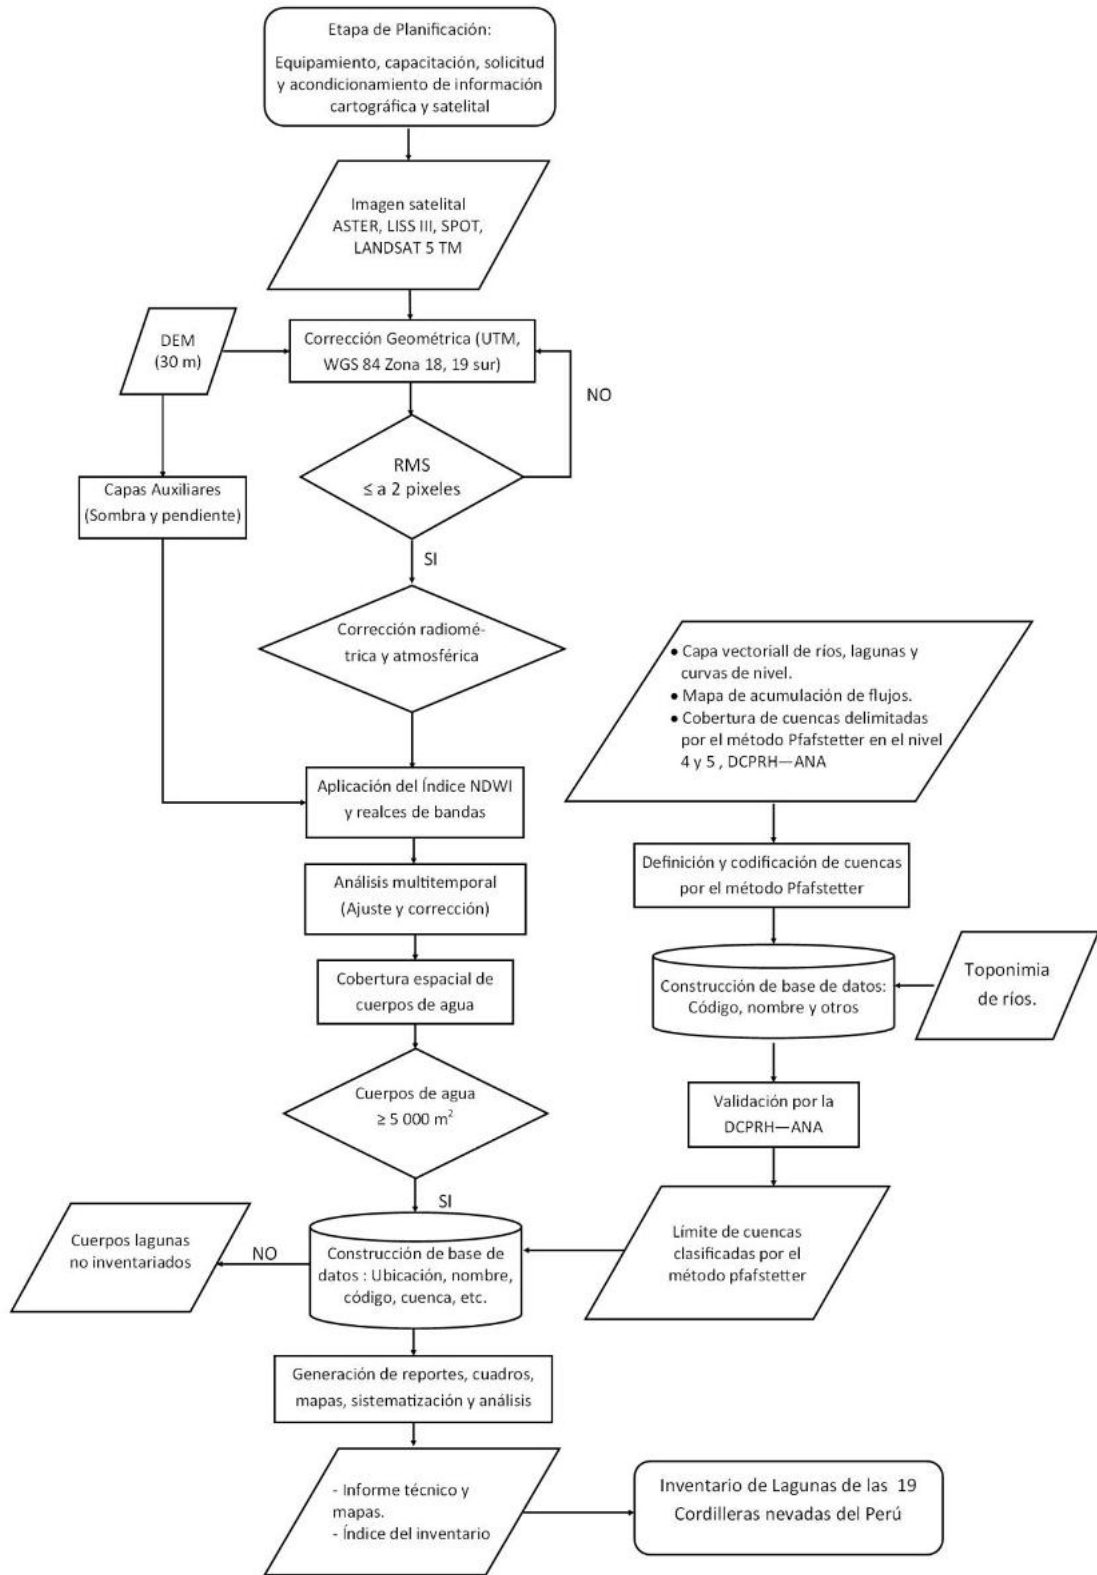 Etapa de Planificación:
Equipamiento, capacitación, solicitud
y acondicionamiento de información
cartográfica y satelital
Imagen satelital
ASTER, LISS III, SPOT,
LANDSAT 5 TM
DEM
(30 m)
Corrección Geométrica (UTM,
WGS 84 Zona 18, 19 sur)
NO
RMS
≤ a 2 pixeles
Capas Auxiliares
(Sombra y pendiente)
SI
Corrección radiomé-
trica y atmosférica
• Capa vectoriall de ríos, lagunas y
curvas de nivel.
• Mapa de acumulación de flujos.
• Cobertura de cuencas delimitadas
por el método Pfafstetter en el nivel
4 y 5 , DCPRH—ANA
Aplicación del Índice NDWI
y realces de bandas
Definición y codificación de cuencas
por el método Pfafstetter
Análisis multitemporal
(Ajuste y corrección)
Cobertura espacial de
cuerpos de agua
Construcción de base de datos:
Código, nombre y otros
Toponimia
de ríos.
Cuerpos de agua
≥ 5 000 m²
Validación por la
DCPRH—ANA
SI
Cuerpos lagunas
no inventariados
NO
Construcción de base de
datos : Ubicación, nombre,
código, cuenca, etc.
Límite de cuencas
clasificadas por el
método pfafstetter
Generación de reportes, cuadros,
mapas, sistematización y análisis
- Informe técnico y
mapas.
- Índice del inventario
Inventario de Lagunas de las 19
Cordilleras nevadas del Perú